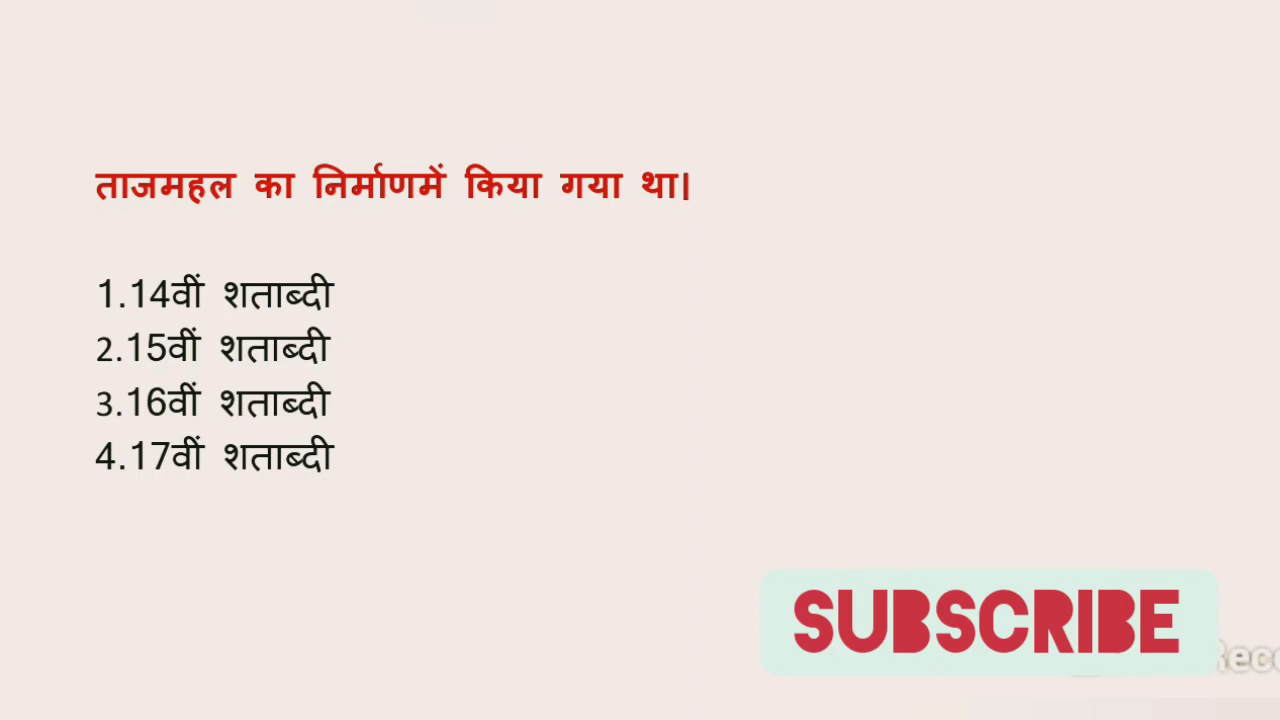 ताजमहल का निर्माणमें किया गया था।
1.14वीं शताब्दी
2.15वीं शताब्दी
3.16वीं शताब्दी
4.17वीं शताब्दी
SUBSCRIBE